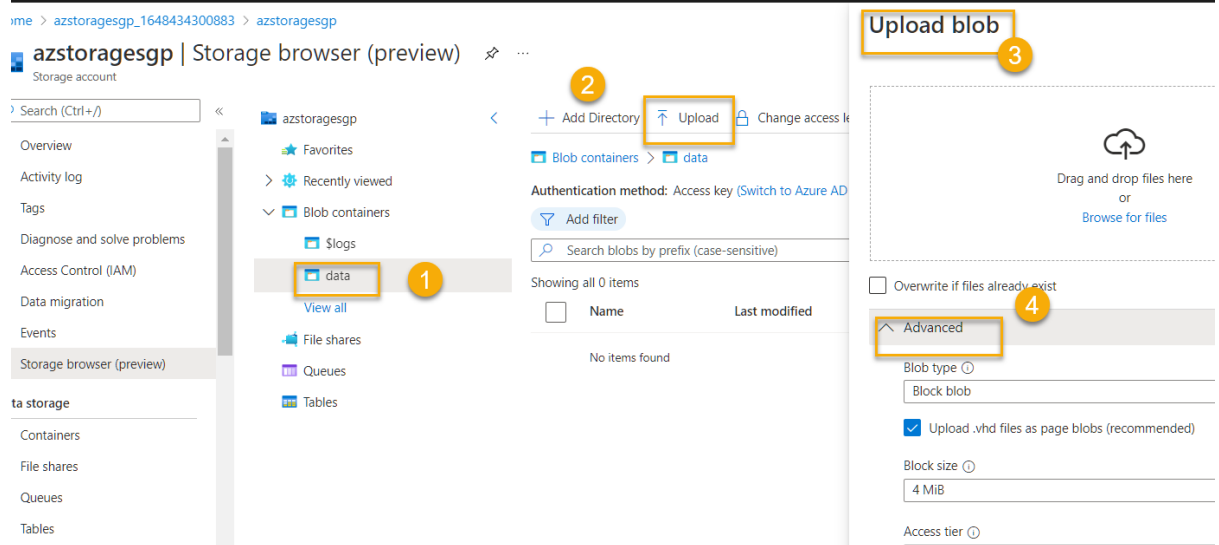 ome > azstoragesgp_1648434300883 > azstoragesgp
azstoragesgp | Storage browser (preview) ...
Storage account
Search (Ctrl+/) «
Overview
Activity log
Tags
Diagnose and solve problems
Access Control (IAM)
Data migration
Events
Storage browser (preview)
ta storage
Containers
File shares
Queues
Tables
azstoragesgp <
Favorites
> Recently viewed
Blob containers
$logs
data 1
View all
File shares
Queues
Tables
2
+ Add Directory Upload Change access le
Blob containers > data
Authentication method: Access key (Switch to Azure AD
Add filter
Search blobs by prefix (case-sensitive)
Showing all 0 items
Name Last modified
No items found
Upload blob
3
Drag and drop files here
or
Browse for files
Overwrite if files already exist
4
Advanced
Blob type
Block blob
Upload .vhd files as page blobs (recommended)
Block size
4 MiB
Access tier